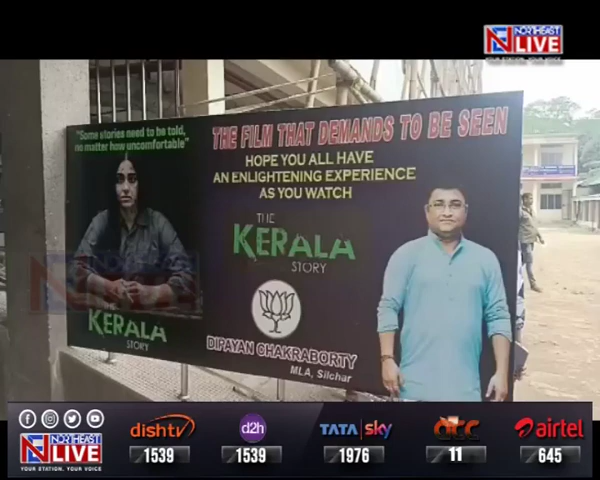 NORTHEAST
LIVE
YOUR STATION. YOUR VOICE
"Some stories need to be told,
no matter how uncomfortable"
THE FILM THAT DEMANDS TO BE SEEN
HOPE YOU ALL HAVE
AN ENLIGHTENING EXPERIENCE
AS YOU WATCH
THE
KERALA
STORY
KERALA
STORY
DIPAYAN CHAKRABORTY
MLA, Silchar
NORTHEAST
LIVE
YOUR STATION. YOUR VOICE
dishtv
1539
d2h
1539
TATA sky
1976
acc
11
airtel
645